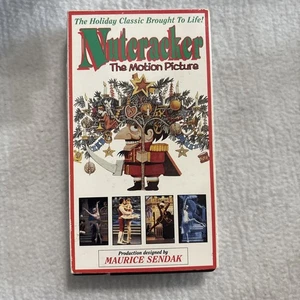 The Holiday Classic Brought To Life!
Nutcracker
The Motion Picture
Production designed by
MAURICE SENDAK